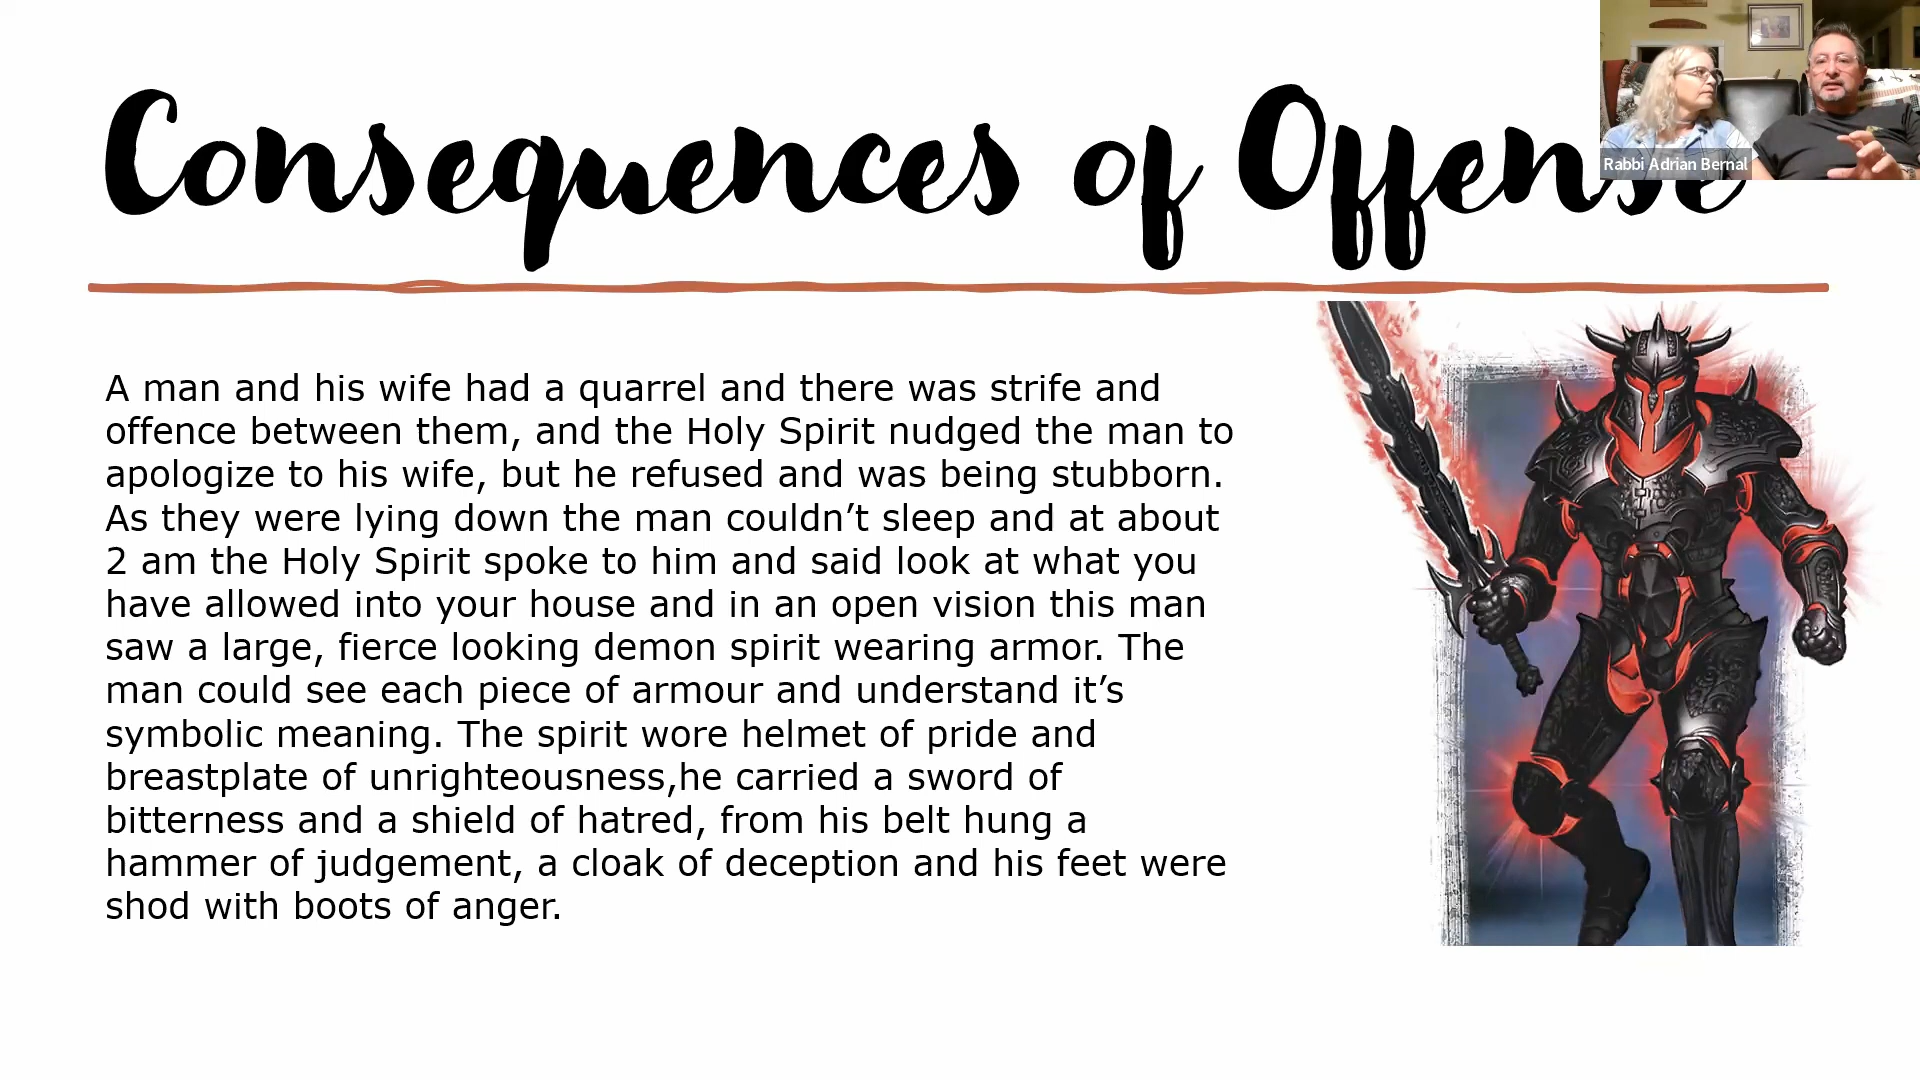 Consequences of Offense
Rabbi Adrian Bernal
A man and his wife had a quarrel and there was strife and
offence between them, and the Holy Spirit nudged the man to
apologize to his wife, but he refused and was being stubborn.
As they were lying down the man couldn’t sleep and at about
2 am the Holy Spirit spoke to him and said look at what you
have allowed into your house and in an open vision this man
saw a large, fierce looking demon spirit wearing armor. The
man could see each piece of armour and understand it’s
symbolic meaning. The spirit wore helmet of pride and
breastplate of unrighteousness,he carried a sword of
bitterness and a shield of hatred, from his belt hung a
hammer of judgement, a cloak of deception and his feet were
shod with boots of anger.